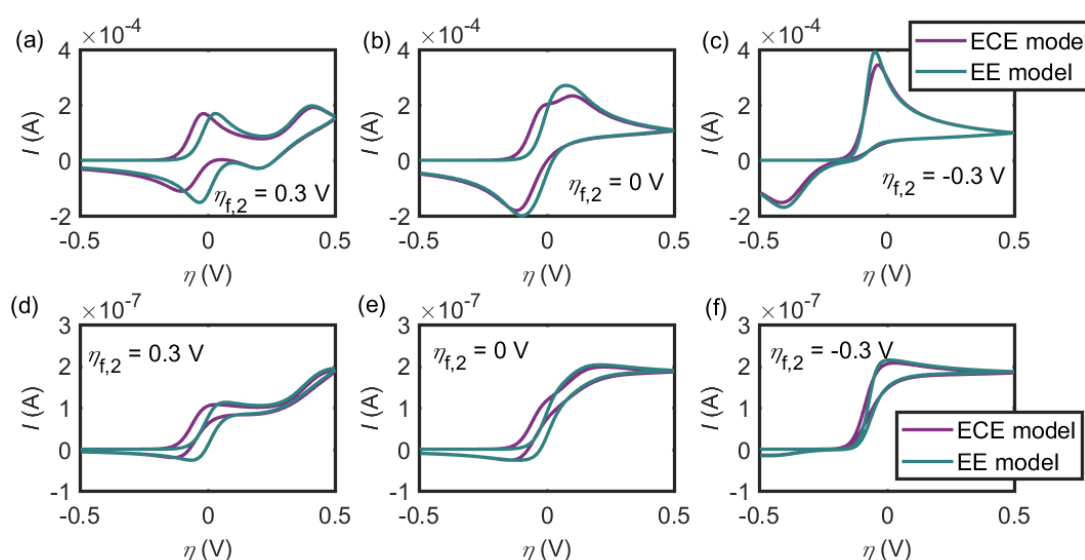 (a)
×10⁻⁴
4
2
0
-2
I (A)
η_f,2 = 0.3 V
-0.5
0
0.5
η (V)
(b)
×10⁻⁴
4
2
0
-2
I (A)
η_f,2 = 0 V
-0.5
0
0.5
η (V)
(c)
×10⁻⁴
4
2
0
-2
I (A)
ECE model
EE model
η_f,2 = -0.3 V
-0.5
0
0.5
η (V)
(d)
×10⁻⁷
3
2
1
0
-1
I (A)
η_f,2 = 0.3 V
-0.5
0
0.5
η (V)
(e)
×10⁻⁷
3
2
1
0
-1
I (A)
η_f,2 = 0 V
-0.5
0
0.5
η (V)
(f)
×10⁻⁷
3
2
1
0
-1
I (A)
η_f,2 = -0.3 V
ECE model
EE model
-0.5
0
0.5
η (V)